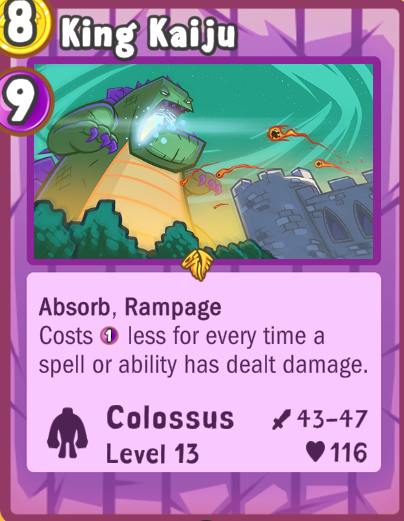 8 King Kaiju
9
Absorb, Rampage
Costs 1 less for every time a
spell or ability has dealt damage.
Colossus 43–47
Level 13 116